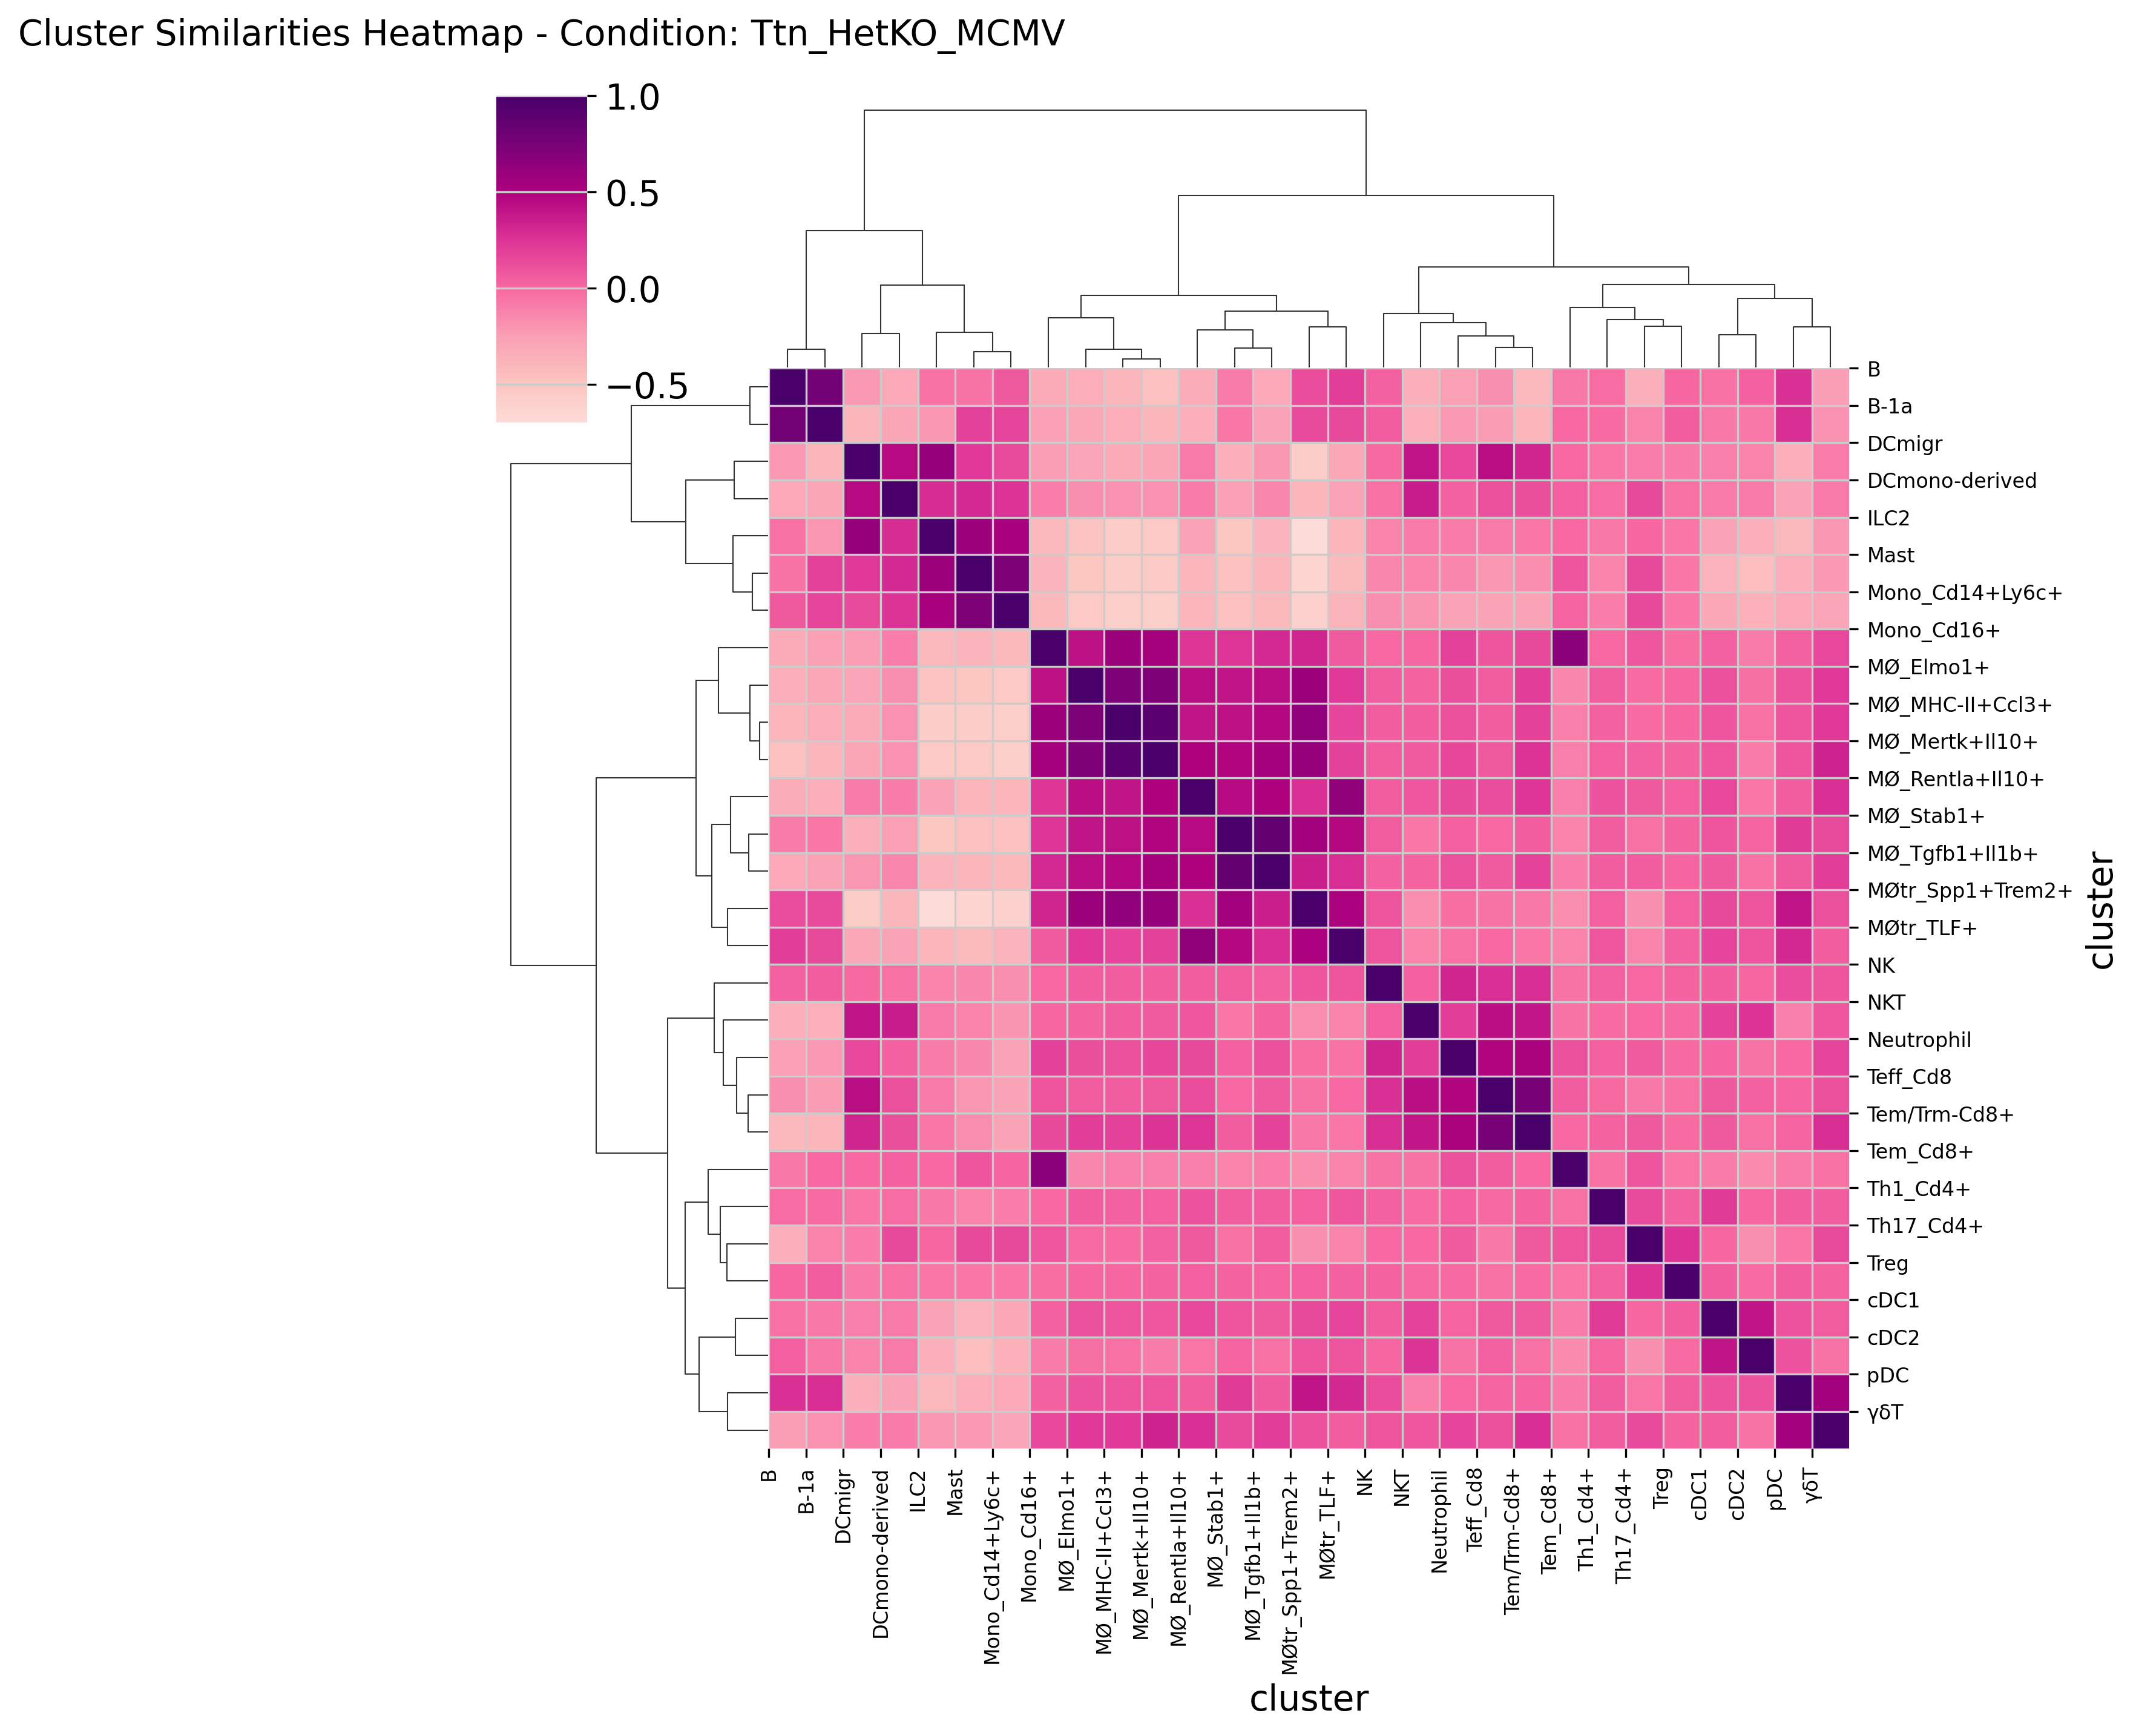 Cluster Similarities Heatmap - Condition: Ttn_HetKO_MCMV
1.0
0.5
0.0
−0.5
B
B-1a
DCmigr
DCmono-derived
ILC2
Mast
Mono_Cd14+Ly6c+
Mono_Cd16+
MØ_Elmo1+
MØ_MHC-II+Ccl3+
MØ_Mertk+Il10+
MØ_Rentla+Il10+
MØ_Stab1+
MØ_Tgfb1+Il1b+
MØtr_Spp1+Trem2+
MØtr_TLF+
NK
NKT
Neutrophil
Teff_Cd8
Tem/Trm-Cd8+
Tem_Cd8+
Th1_Cd4+
Th17_Cd4+
Treg
cDC1
cDC2
pDC
γδT
cluster
B
B-1a
DCmigr
DCmono-derived
ILC2
Mast
Mono_Cd14+Ly6c+
Mono_Cd16+
MØ_Elmo1+
MØ_MHC-II+Ccl3+
MØ_Mertk+Il10+
MØ_Rentla+Il10+
MØ_Stab1+
MØ_Tgfb1+Il1b+
MØtr_Spp1+Trem2+
MØtr_TLF+
NK
NKT
Neutrophil
Teff_Cd8
Tem/Trm-Cd8+
Tem_Cd8+
Th1_Cd4+
Th17_Cd4+
Treg
cDC1
cDC2
pDC
γδT
cluster